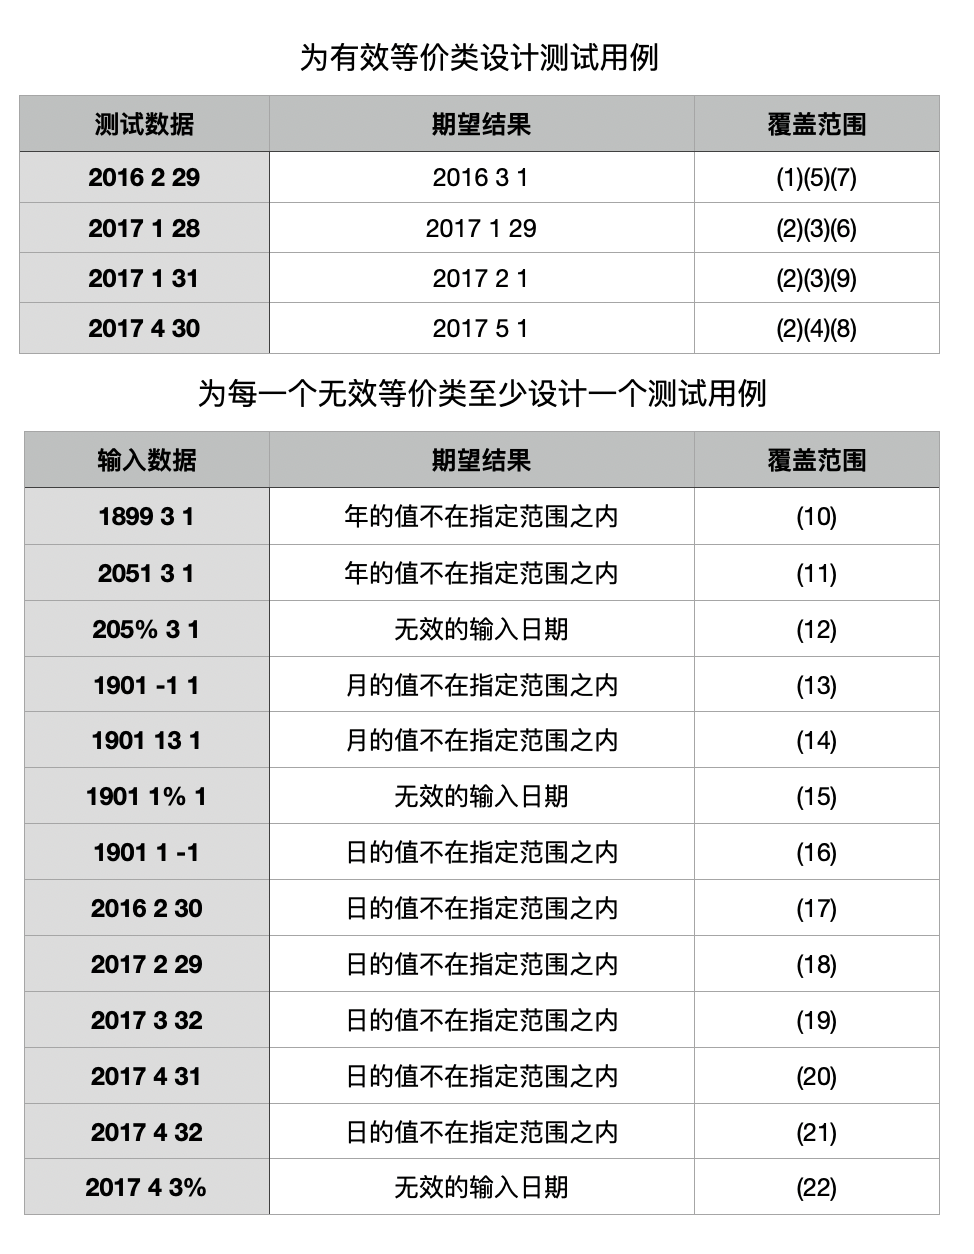 为有效等价类设计测试用例
测试数据 期望结果 覆盖范围
2016 2 29 2016 3 1 (1)(5)(7)
2017 1 28 2017 1 29 (2)(3)(6)
2017 1 31 2017 2 1 (2)(3)(9)
2017 4 30 2017 5 1 (2)(4)(8)
为每一个无效等价类至少设计一个测试用例
输入数据 期望结果 覆盖范围
1899 3 1 年的值不在指定范围之内 (10)
2051 3 1 年的值不在指定范围之内 (11)
205% 3 1 无效的输入日期 (12)
1901 -1 1 月的值不在指定范围之内 (13)
1901 13 1 月的值不在指定范围之内 (14)
1901 1% 1 无效的输入日期 (15)
1901 1 -1 日的值不在指定范围之内 (16)
2016 2 30 日的值不在指定范围之内 (17)
2017 2 29 日的值不在指定范围之内 (18)
2017 3 32 日的值不在指定范围之内 (19)
2017 4 31 日的值不在指定范围之内 (20)
2017 4 32 日的值不在指定范围之内 (21)
2017 4 3% 无效的输入日期 (22)